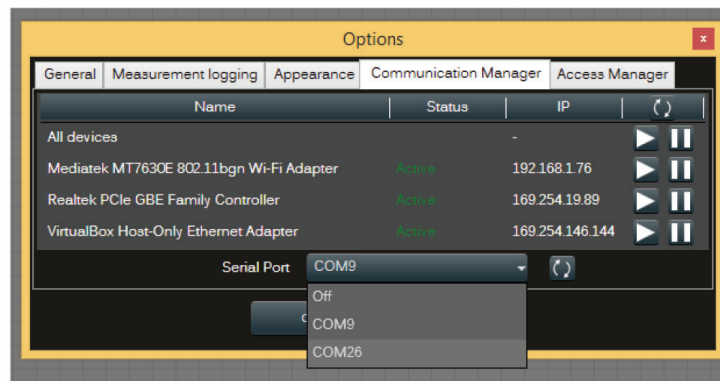 Options
x
General Measurement logging Appearance Communication Manager Access Manager
Name Status IP
All devices -
Mediatek MT7630E 802.11bgn Wi-Fi Adapter Active 192.168.1.76
Realtek PCIe GBE Family Controller Active 169.254.19.89
VirtualBox Host-Only Ethernet Adapter Active 169.254.146.144
Serial Port COM9
Off
COM9
COM26